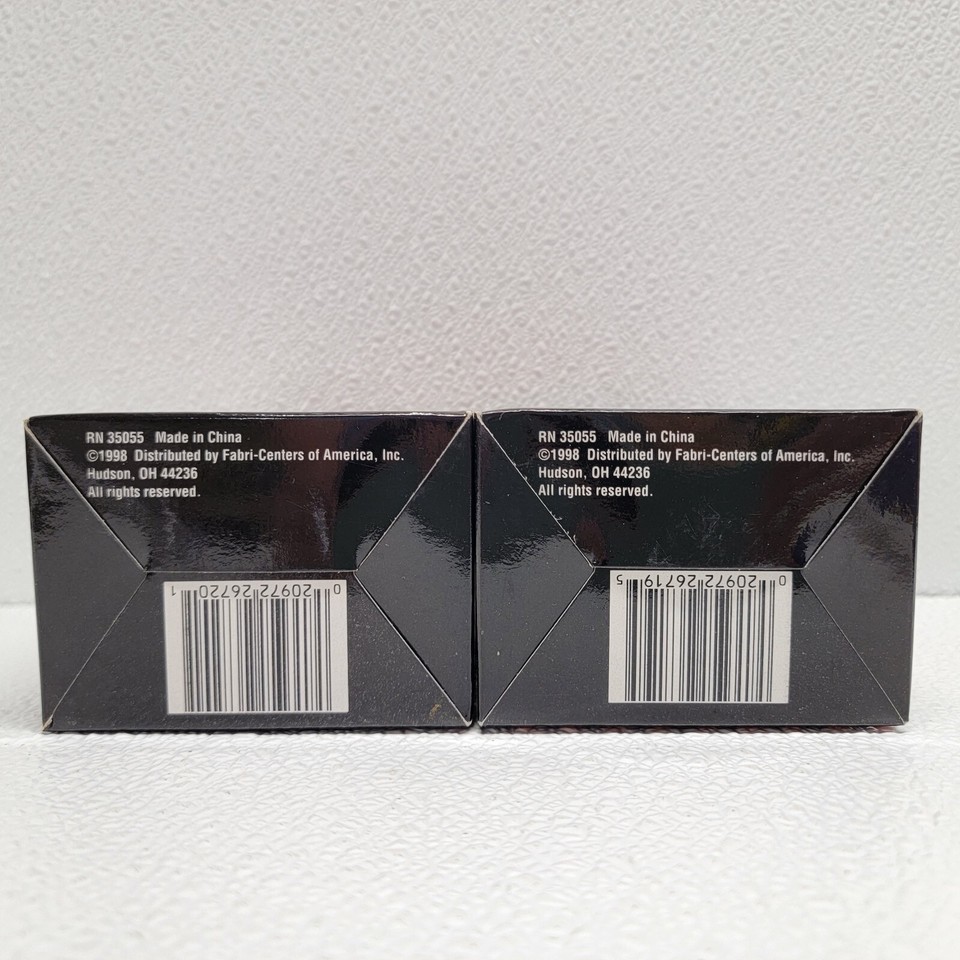 RN 35055 Made in China
©1998 Distributed by Fabri-Centers of America, Inc.
Hudson, OH 44236
All rights reserved.
0 20972 26720 1
RN 35055 Made in China
©1998 Distributed by Fabri-Centers of America, Inc.
Hudson, OH 44236
All rights reserved.
0 20972 26719 5